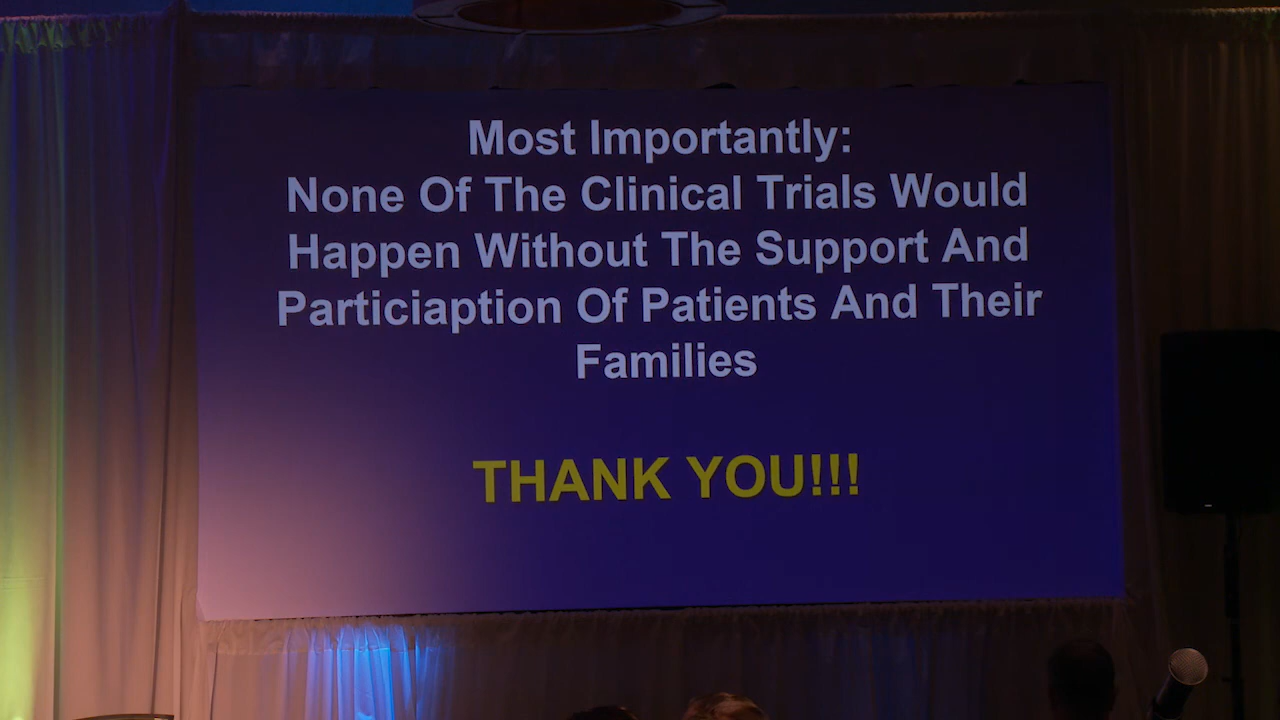 Most Importantly:
None Of The Clinical Trials Would
Happen Without The Support And
Particiaption Of Patients And Their
Families
THANK YOU!!!